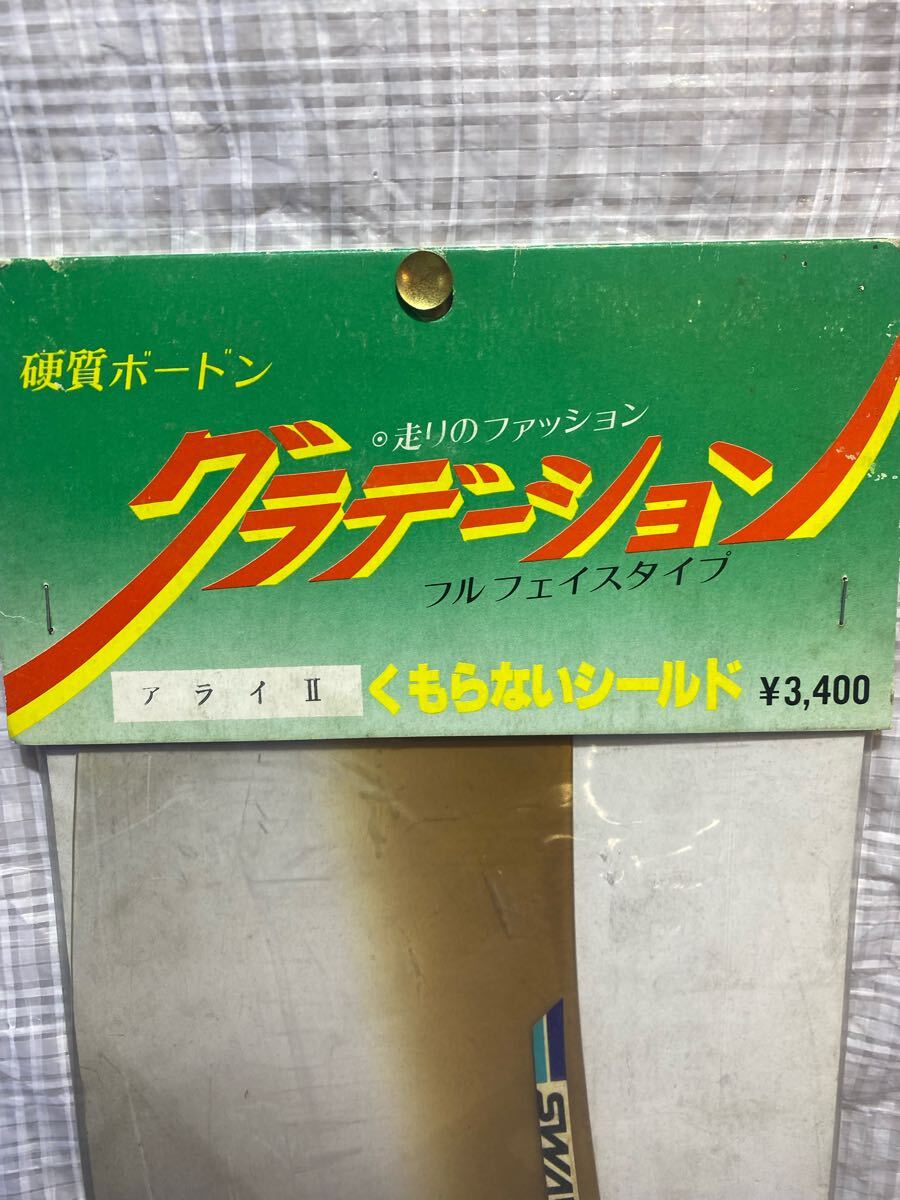 硬質ボードン
⊙走りのファッション
グラデーション
フルフェイスタイプ
アライⅡ
くもらないシールド ¥3,400